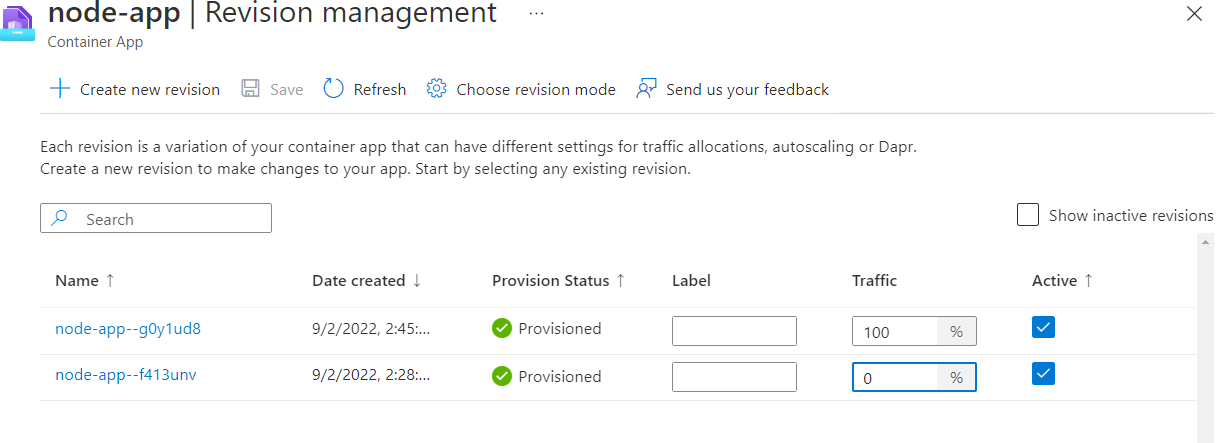 node-app | Revision management ...
Container App
Create new revision Save Refresh Choose revision mode Send us your feedback
Each revision is a variation of your container app that can have different settings for traffic allocations, autoscaling or Dapr.
Create a new revision to make changes to your app. Start by selecting any existing revision.
Search Show inactive revisions
Name ↑ Date created ↓ Provision Status ↑ Label Traffic Active ↑
node-app--g0y1ud8 9/2/2022, 2:45:... Provisioned 100 %
node-app--f413unv 9/2/2022, 2:28:... Provisioned 0 %